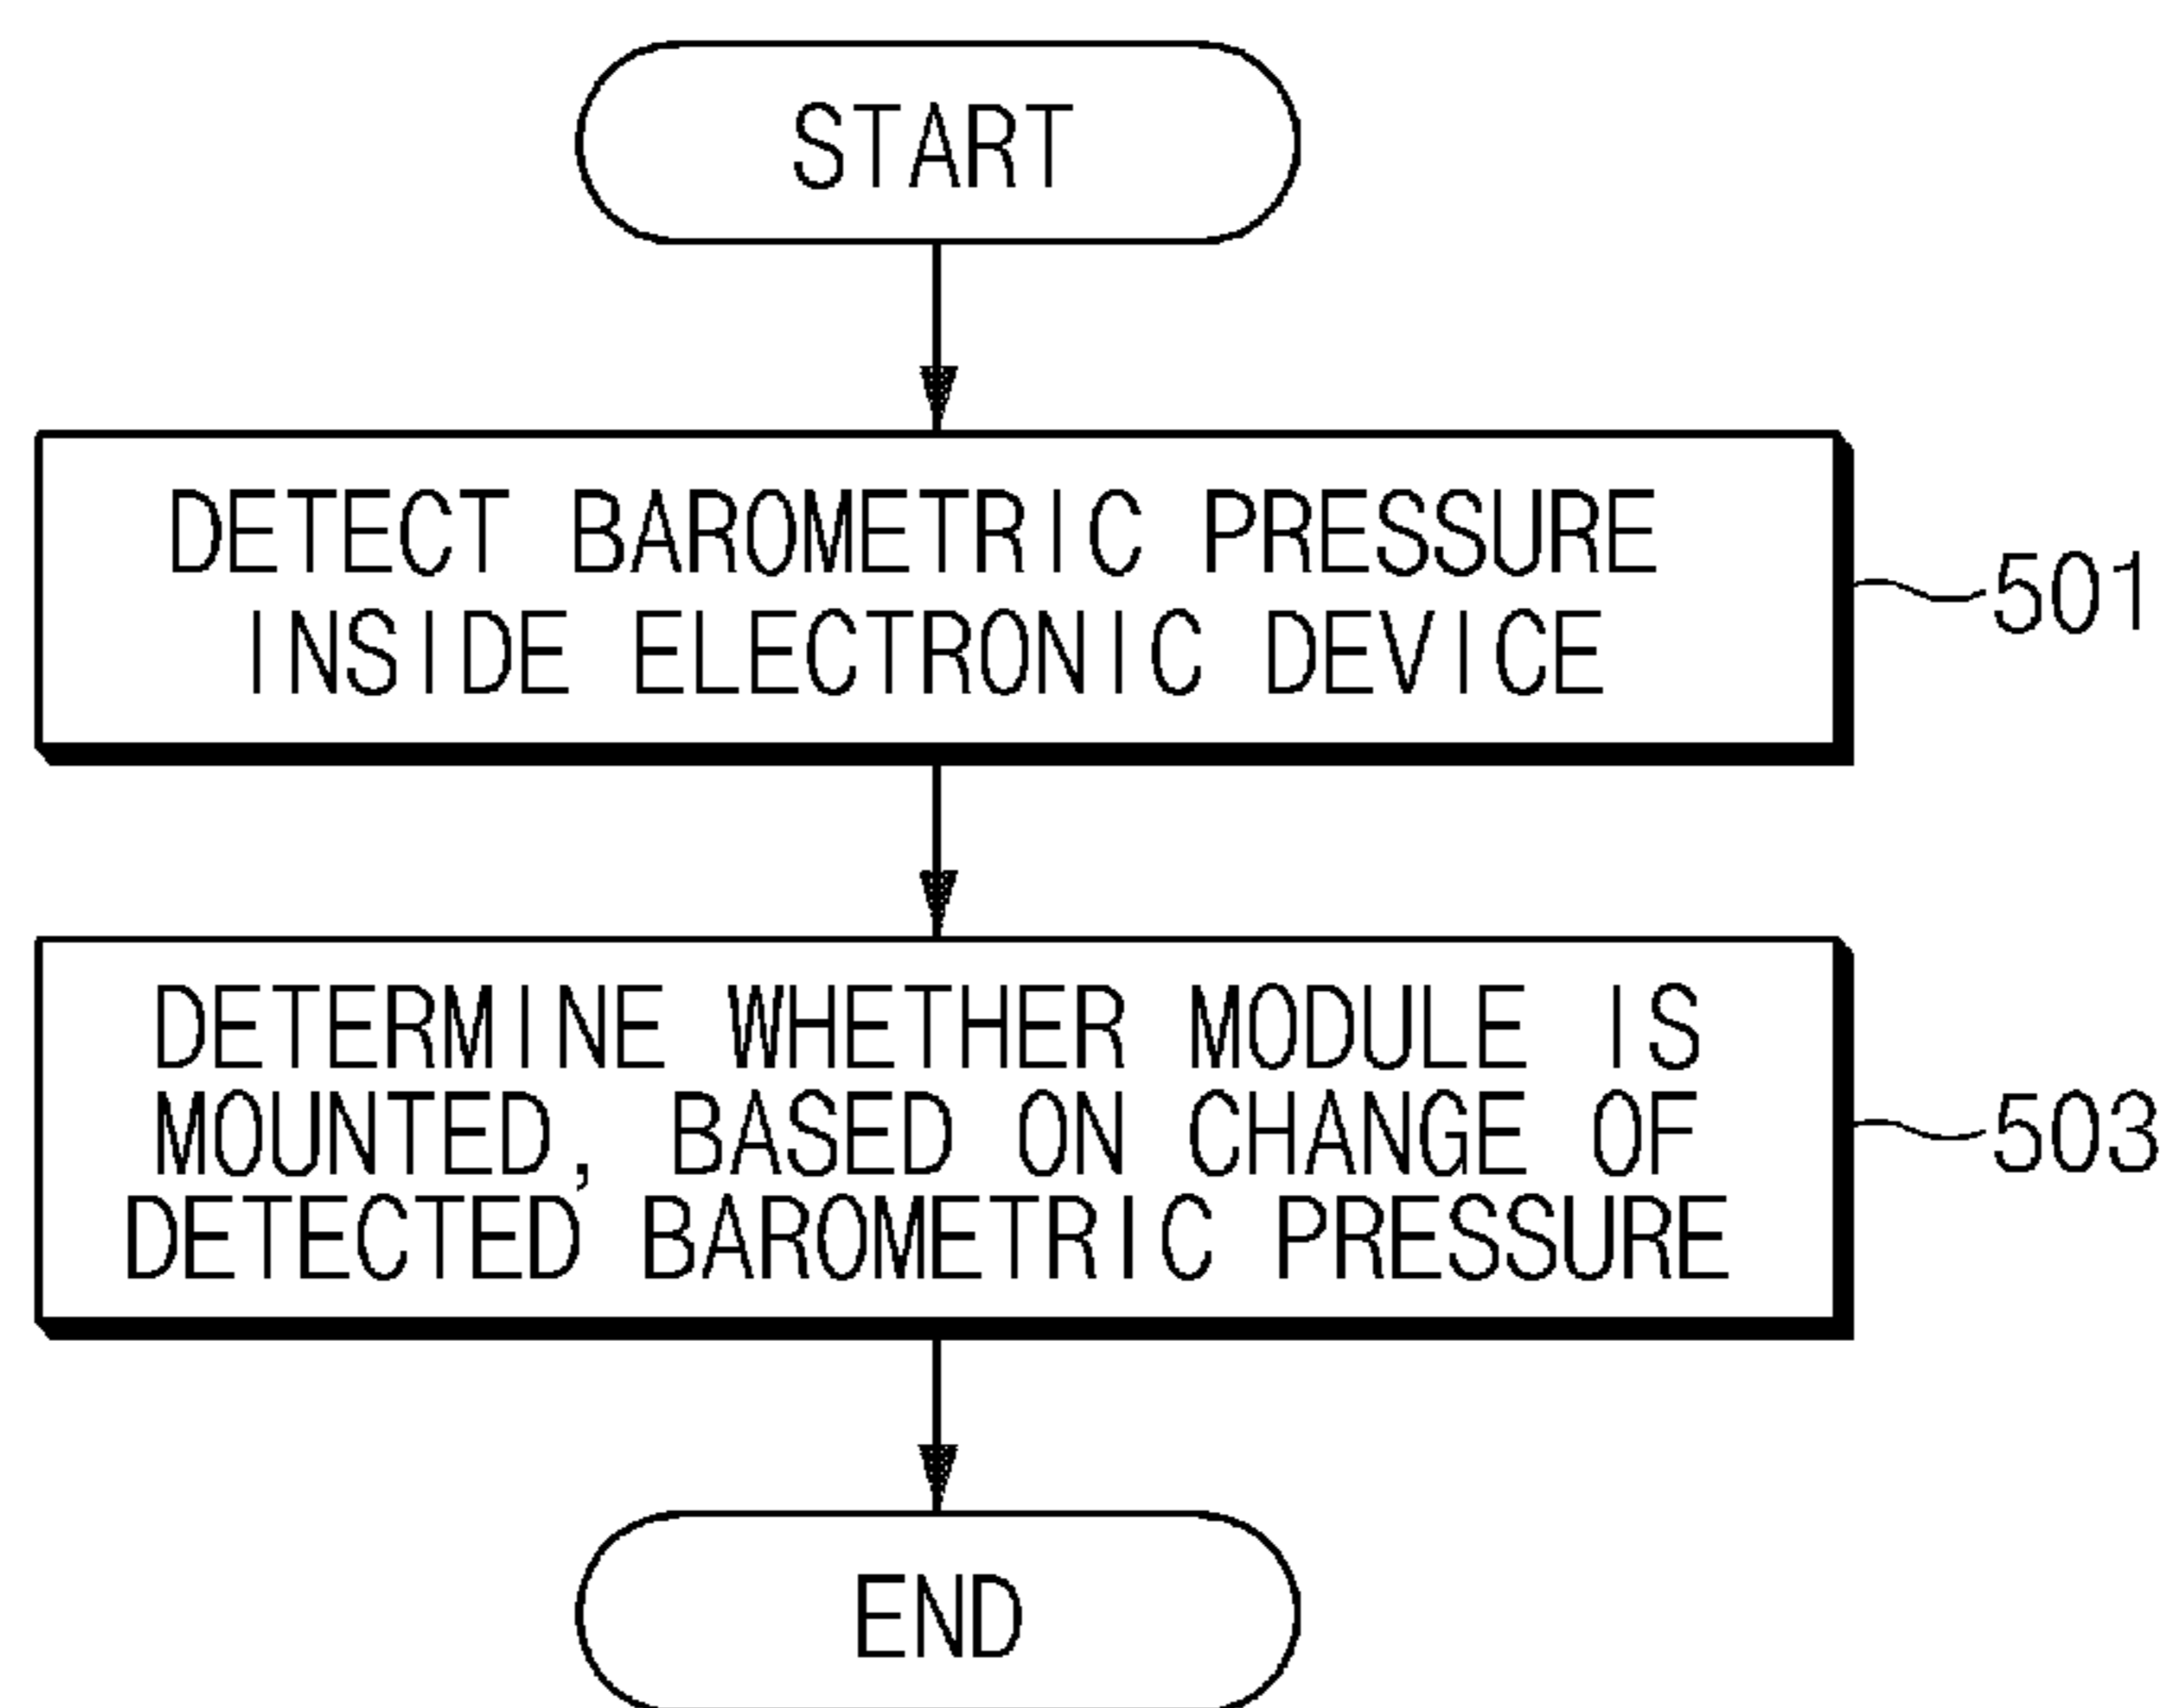 START
DETECT BAROMETRIC PRESSURE
INSIDE ELECTRONIC DEVICE
501
DETERMINE WHETHER MODULE IS
MOUNTED, BASED ON CHANGE OF
DETECTED BAROMETRIC PRESSURE
503
END